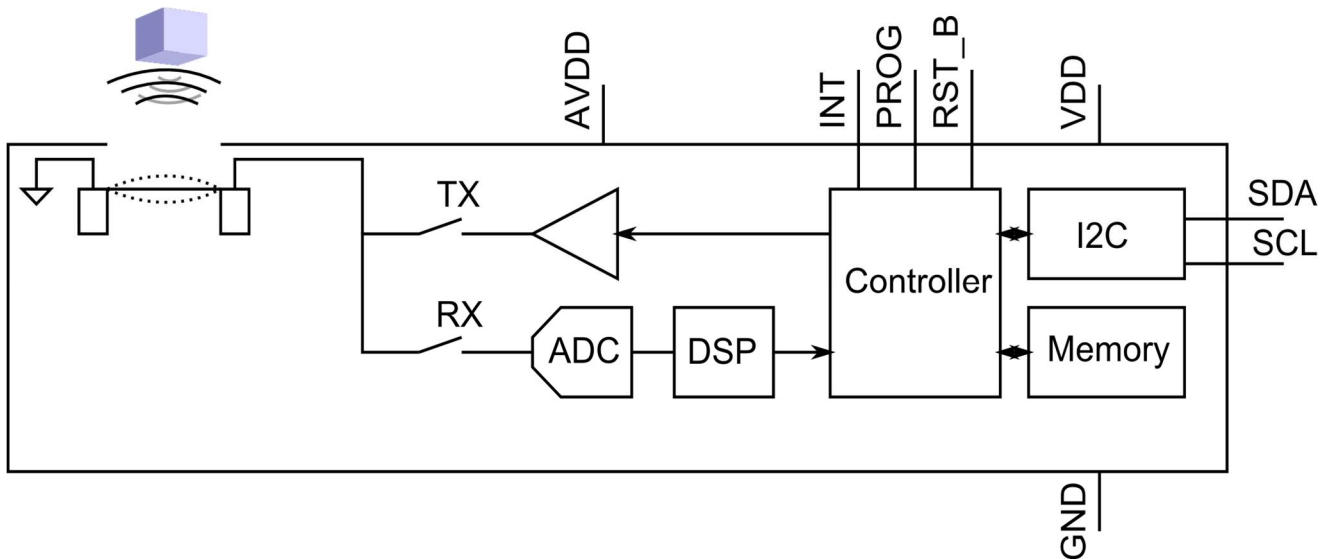 AVDD
INT
PROG
RST_B
VDD
TX
SDA
I2C
SCL
Controller
RX
ADC
DSP
Memory
GND